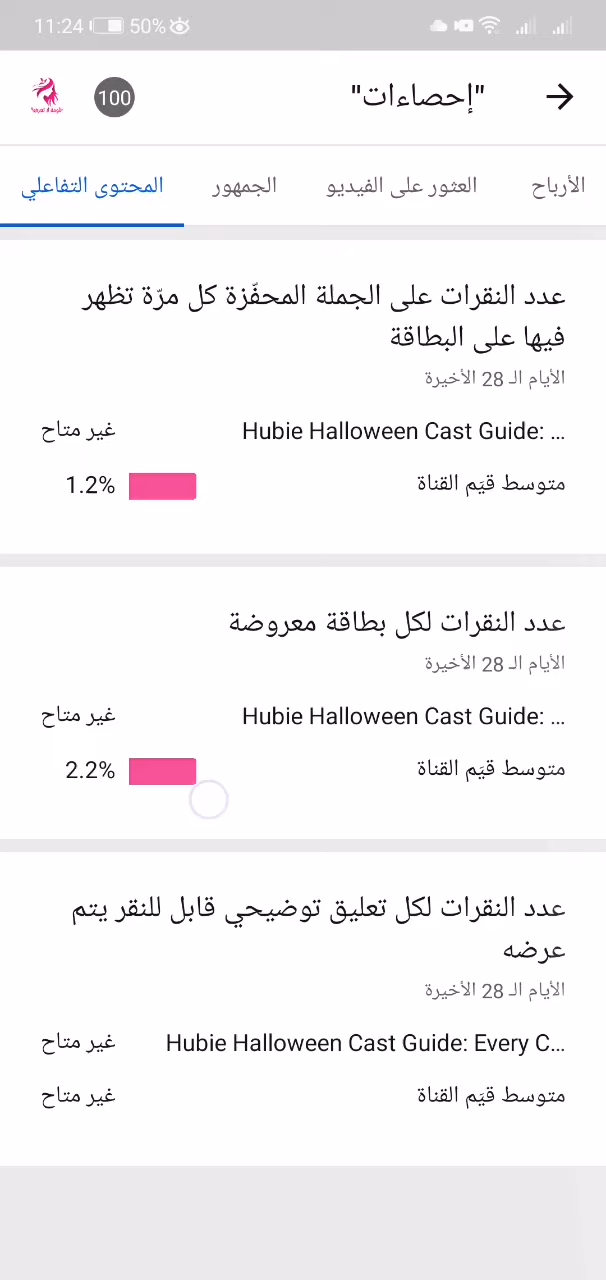 11:24 50%
"إحصاءات"
100
الأرباح العثور على الفيديو الجمهور المحتوى التفاعلي
عدد النقرات على الجملة المحفّزة كل مرّة تظهر
فيها على البطاقة
الأيام الـ 28 الأخيرة
Hubie Halloween Cast Guide: ... غير متاح
متوسط قيَم القناة 1.2%
عدد النقرات لكل بطاقة معروضة
الأيام الـ 28 الأخيرة
Hubie Halloween Cast Guide: ... غير متاح
متوسط قيَم القناة 2.2%
عدد النقرات لكل تعليق توضيحي قابل للنقر يتم
عرضه
الأيام الـ 28 الأخيرة
Hubie Halloween Cast Guide: Every C... غير متاح
متوسط قيَم القناة غير متاح